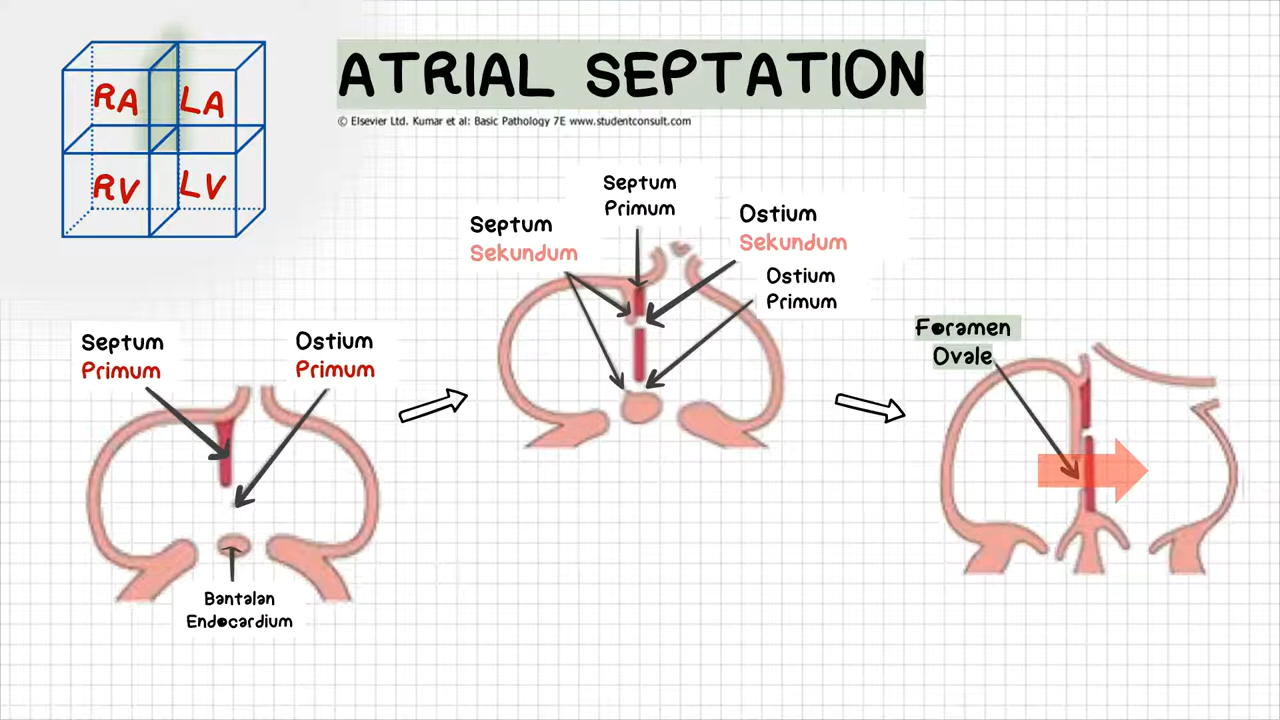 RA
LA
RV
LV
ATRIAL SEPTATION
© Elsevier Ltd. Kumar et al: Basic Pathology 7E www.studentconsult.com
Septum
Primum
Ostium
Primum
Bantalan
Endocardium
Septum
Sekundum
Septum
Primum
Ostium
Sekundum
Ostium
Primum
Foramen
Ovale